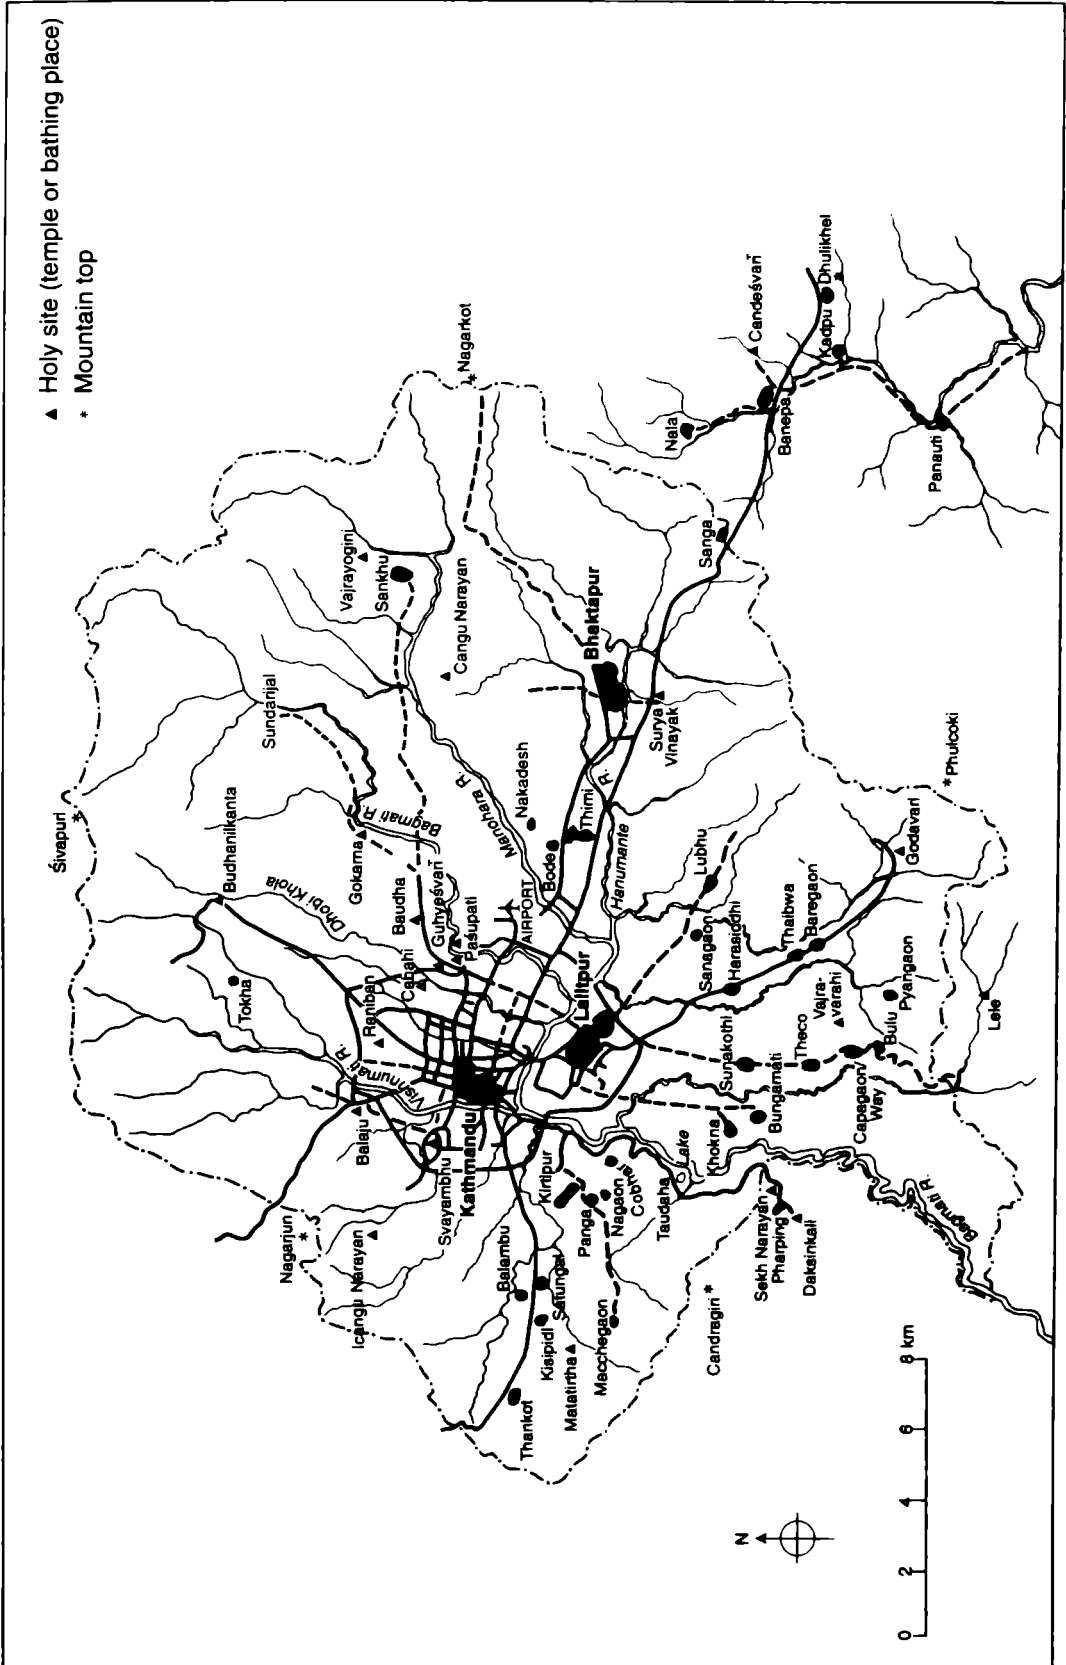 ▲ Holy site (temple or bathing place)
* Mountain top
Śivapuri
Budhanilkanta
Tokha
Dhobi Khola
Sundarijal
Gokarna
Bagmati R.
Vajrayogini
Sankhu
Nagarkot
Cangu Narayan
Manohara R.
Nakadesh
Baudha
Guhyeśvarī
Paśupati
Cabahi
Raniban
Vishnumati R.
Balaju
Nagarjun
Icangu Narayan
Svayambhu
Kathmandu
AIRPORT
Bode
Thimi
Bhaktapur
Surya
Vinayak
Hanumante
R.
Lalitpur
Sanga
Nala
Banepa
Candeśvarī
Kadpu
Dhulikhel
Panauti
Lubhu
Sanagaon
Harasiddhi
Thaibwa
Baregaon
Godavari
Phulcoki
Sunakothi
Theco
Vajra-
varahi
Bulu
Pyangaon
Lele
Capagaon/
Way
Bungamati
Khokna
Kirtipur
Panga
Nagaon
Cobhar
Taudaha
Lake
Balambu
Satungal
Kisipidi
Matatirtha
Macchegaon
Thankot
Candragiri
Sekh Narayan
Pharping
Daksinkali
Bagmati R.
N
0 2 4 6 8 km